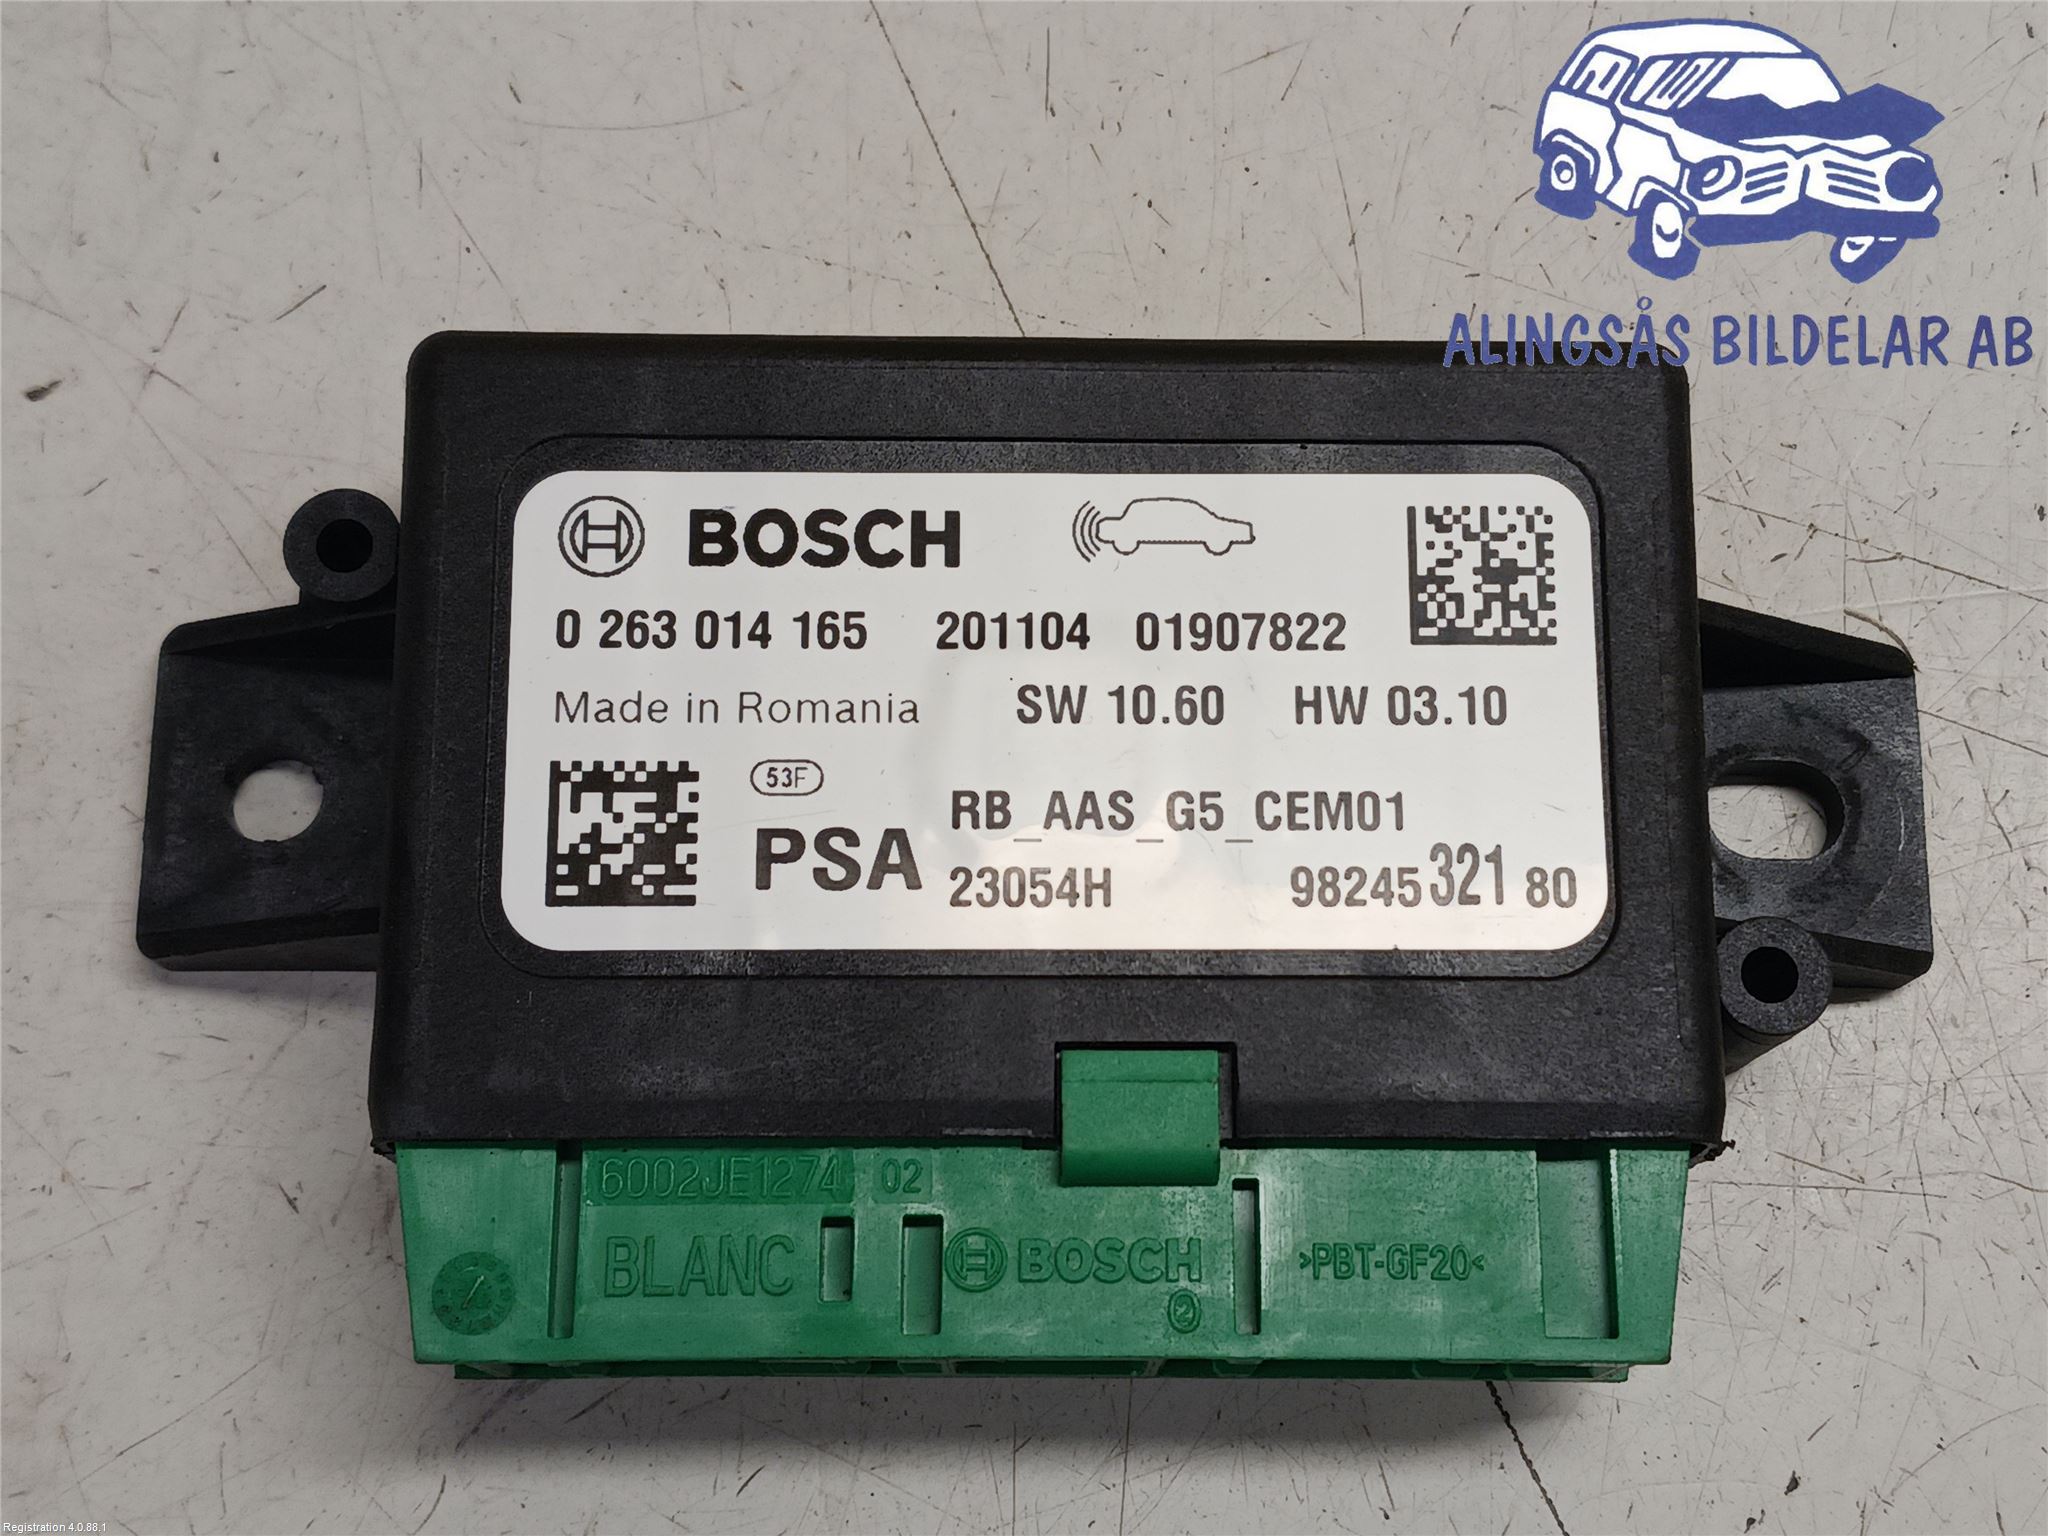 ALINGSÅS BILDELAR AB
BOSCH
0 263 014 165 201104 01907822
Made in Romania SW 10.60 HW 03.10
53F
PSA
RB_AAS_G5_CEM01
23054H 98245 321 80
6002JE1274 02
BLANC
BOSCH
>PBT-GF20<
2
Registration 4.0.88.1